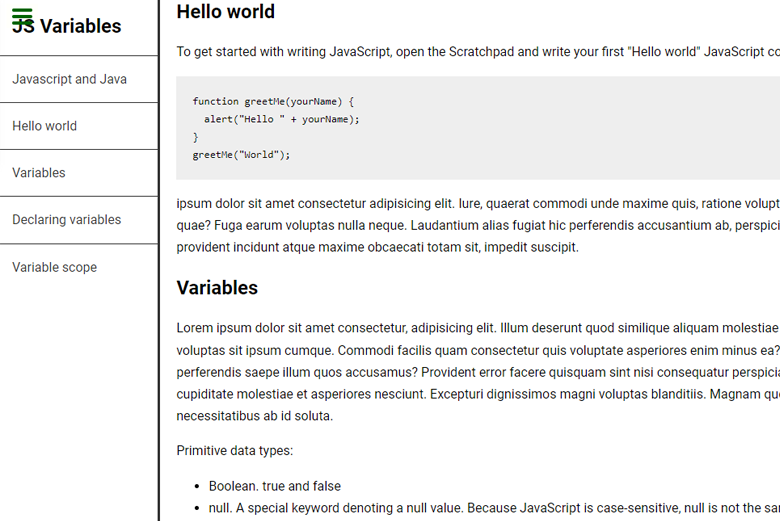 JS Variables
Javascript and Java
Hello world
Variables
Declaring variables
Variable scope
Hello world
To get started with writing JavaScript, open the Scratchpad and write your first "Hello world" JavaScript
function greetMe(yourName) {
alert("Hello " + yourName);
}
greetMe("World");
ipsum dolor sit amet consectetur adipisicing elit. Iure, quaerat commodi unde maxime quis, ratione
quae? Fuga earum voluptas nulla neque. Laudantium alias fugiat hic perferendis accusantium ab,
provident incidunt atque maxime obcaecati totam sit, impedit suscipit.
Variables
Lorem ipsum dolor sit amet consectetur, adipisicing elit. Illum deserunt quod similique aliquam molestiae
voluptas sit ipsum cumque. Commodi facilis quam consectetur quis voluptate asperiores enim minus ea?
perferendis saepe illum quos accusamus? Provident error facere quisquam sint nisi consequatur
cupiditate molestiae et asperiores nesciunt. Excepturi dignissimos magni voluptas blanditiis. Magnam
necessitatibus ab id soluta.
Primitive data types:
Boolean. true and false
null. A special keyword denoting a null value. Because JavaScript is case-sensitive, null is not the